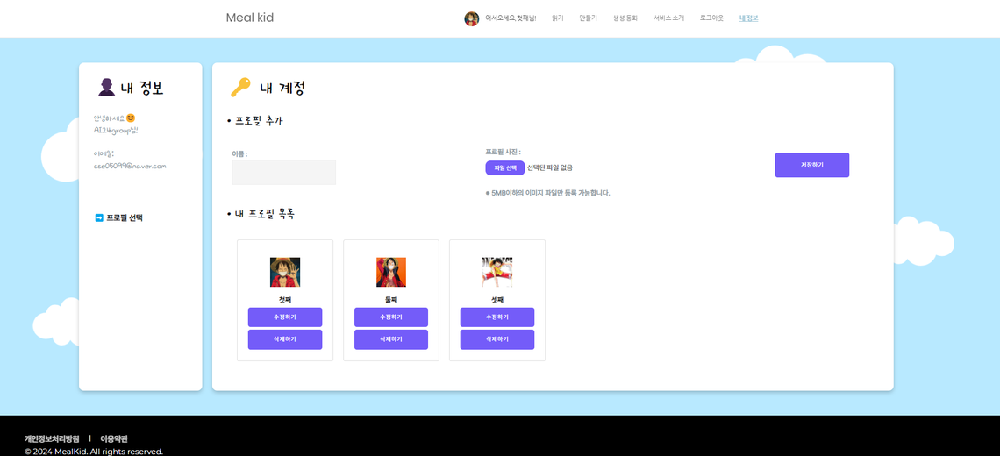 Meal kid
어서오세요,첫째님!
읽기
만들기
생성 동화
서비스 소개
로그아웃
내 정보
내 정보
안녕하세요
AI24group님!
이메일:
cse05099@naver.com
프로필 선택
내 계정
• 프로필 추가
이름 :
프로필 사진 :
파일 선택 선택된 파일 없음
● 5MB이하의 이미지 파일만 등록 가능합니다.
저장하기
• 내 프로필 목록
첫째
수정하기
삭제하기
둘째
수정하기
삭제하기
셋째
수정하기
삭제하기
개인정보처리방침 | 이용약관
© 2024 MealKid. All rights reserved.